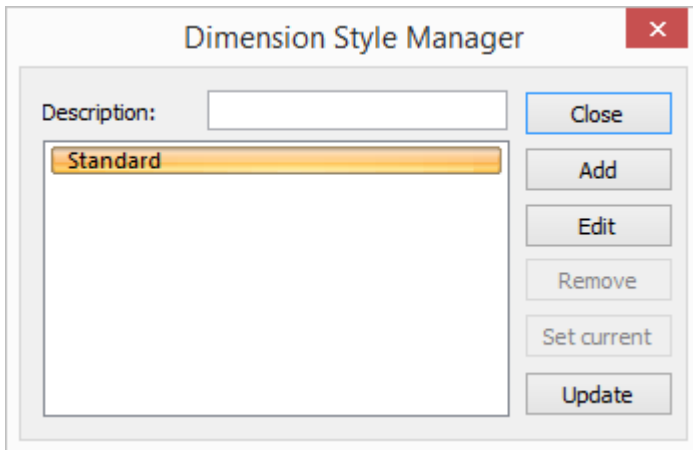 Dimension Style Manager
Description:
Close
Standard
Add
Edit
Remove
Set current
Update